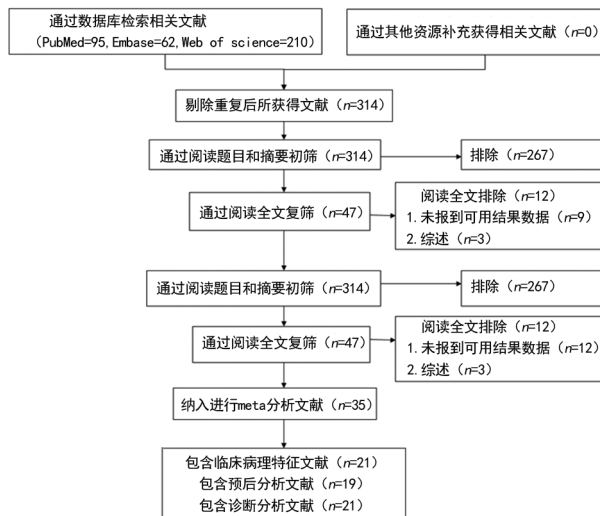 通过数据库检索相关文献
(PubMed=95,Embase=62,Web of science=210)
通过其他资源补充获得相关文献(n=0)
剔除重复后所获得文献(n=314)
通过阅读题目和摘要初筛(n=314)
排除(n=267)
通过阅读全文复筛(n=47)
阅读全文排除(n=12)
1.未报到可用结果数据(n=9)
2.综述(n=3)
通过阅读题目和摘要初筛(n=314)
排除(n=267)
通过阅读全文复筛(n=47)
阅读全文排除(n=12)
1.未报到可用结果数据(n=12)
2.综述(n=3)
纳入进行meta分析文献(n=35)
包含临床病理特征文献(n=21)
包含预后分析文献(n=19)
包含诊断分析文献(n=21)